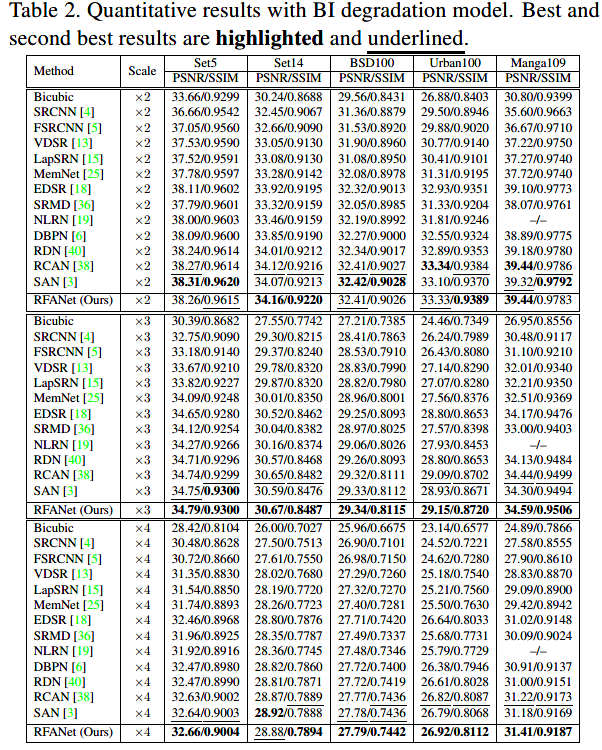 Table 2. Quantitative results with BI degradation model. Best and
second best results are highlighted and underlined.
Method Scale Set5 Set14 BSD100 Urban100 Manga109
PSNR/SSIM PSNR/SSIM PSNR/SSIM PSNR/SSIM PSNR/SSIM
Bicubic ×2 33.66/0.9299 30.24/0.8688 29.56/0.8431 26.88/0.8403 30.80/0.9399
SRCNN [4] ×2 36.66/0.9542 32.45/0.9067 31.36/0.8879 29.50/0.8946 35.60/0.9663
FSRCNN [5] ×2 37.05/0.9560 32.66/0.9090 31.53/0.8920 29.88/0.9020 36.67/0.9710
VDSR [13] ×2 37.53/0.9590 33.05/0.9130 31.90/0.8960 30.77/0.9140 37.22/0.9750
LapSRN [15] ×2 37.52/0.9591 33.08/0.9130 31.08/0.8950 30.41/0.9101 37.27/0.9740
MemNet [25] ×2 37.78/0.9597 33.28/0.9142 32.08/0.8978 31.31/0.9195 37.72/0.9740
EDSR [18] ×2 38.11/0.9602 33.92/0.9195 32.32/0.9013 32.93/0.9351 39.10/0.9773
SRMD [36] ×2 37.79/0.9601 33.32/0.9159 32.05/0.8985 31.33/0.9204 38.07/0.9761
NLRN [19] ×2 38.00/0.9603 33.46/0.9159 32.19/0.8992 31.81/0.9246 –/–
DBPN [6] ×2 38.09/0.9600 33.85/0.9190 32.27/0.9000 32.55/0.9324 38.89/0.9775
RDN [40] ×2 38.24/0.9614 34.01/0.9212 32.34/0.9017 32.89/0.9353 39.18/0.9780
RCAN [38] ×2 38.27/0.9614 34.12/0.9216 32.41/0.9027 33.34/0.9384 39.44/0.9786
SAN [3] ×2 38.31/0.9620 34.07/0.9213 32.42/0.9028 33.10/0.9370 39.32/0.9792
RFANet (Ours) ×2 38.26/0.9615 34.16/0.9220 32.41/0.9026 33.33/0.9389 39.44/0.9783
Bicubic ×3 30.39/0.8682 27.55/0.7742 27.21/0.7385 24.46/0.7349 26.95/0.8556
SRCNN [4] ×3 32.75/0.9090 29.30/0.8215 28.41/0.7863 26.24/0.7989 30.48/0.9117
FSRCNN [5] ×3 33.18/0.9140 29.37/0.8240 28.53/0.7910 26.43/0.8080 31.10/0.9210
VDSR [13] ×3 33.67/0.9210 29.78/0.8320 28.83/0.7990 27.14/0.8290 32.01/0.9340
LapSRN [15] ×3 33.82/0.9227 29.87/0.8320 28.82/0.7980 27.07/0.8280 32.21/0.9350
MemNet [25] ×3 34.09/0.9248 30.01/0.8350 28.96/0.8001 27.56/0.8376 32.51/0.9369
EDSR [18] ×3 34.65/0.9280 30.52/0.8462 29.25/0.8093 28.80/0.8653 34.17/0.9476
SRMD [36] ×3 34.12/0.9254 30.04/0.8382 28.97/0.8025 27.57/0.8398 33.00/0.9403
NLRN [19] ×3 34.27/0.9266 30.16/0.8374 29.06/0.8026 27.93/0.8453 –/–
RDN [40] ×3 34.71/0.9296 30.57/0.8468 29.26/0.8093 28.80/0.8653 34.13/0.9484
RCAN [38] ×3 34.74/0.9299 30.65/0.8482 29.32/0.8111 29.09/0.8702 34.44/0.9499
SAN [3] ×3 34.75/0.9300 30.59/0.8476 29.33/0.8112 28.93/0.8671 34.30/0.9494
RFANet (Ours) ×3 34.79/0.9300 30.67/0.8487 29.34/0.8115 29.15/0.8720 34.59/0.9506
Bicubic ×4 28.42/0.8104 26.00/0.7027 25.96/0.6675 23.14/0.6577 24.89/0.7866
SRCNN [4] ×4 30.48/0.8628 27.50/0.7513 26.90/0.7101 24.52/0.7221 27.58/0.8555
FSRCNN [5] ×4 30.72/0.8660 27.61/0.7550 26.98/0.7150 24.62/0.7280 27.90/0.8610
VDSR [13] ×4 31.35/0.8830 28.02/0.7680 27.29/0.7260 25.18/0.7540 28.83/0.8870
LapSRN [15] ×4 31.54/0.8850 28.19/0.7720 27.32/0.7270 25.21/0.7560 29.09/0.8900
MemNet [25] ×4 31.74/0.8893 28.26/0.7723 27.40/0.7281 25.50/0.7630 29.42/0.8942
EDSR [18] ×4 32.46/0.8968 28.80/0.7876 27.71/0.7420 26.64/0.8033 31.02/0.9148
SRMD [36] ×4 31.96/0.8925 28.35/0.7787 27.49/0.7337 25.68/0.7731 30.09/0.9024
NLRN [19] ×4 31.92/0.8916 28.36/0.7745 27.48/0.7346 25.79/0.7729 –/–
DBPN [6] ×4 32.47/0.8980 28.82/0.7860 27.72/0.7400 26.38/0.7946 30.91/0.9137
RDN [40] ×4 32.47/0.8990 28.81/0.7871 27.72/0.7419 26.61/0.8028 31.00/0.9151
RCAN [38] ×4 32.63/0.9002 28.87/0.7889 27.77/0.7436 26.82/0.8087 31.22/0.9173
SAN [3] ×4 32.64/0.9003 28.92/0.7888 27.78/0.7436 26.79/0.8068 31.18/0.9169
RFANet (Ours) ×4 32.66/0.9004 28.88/0.7894 27.79/0.7442 26.92/0.8112 31.41/0.9187